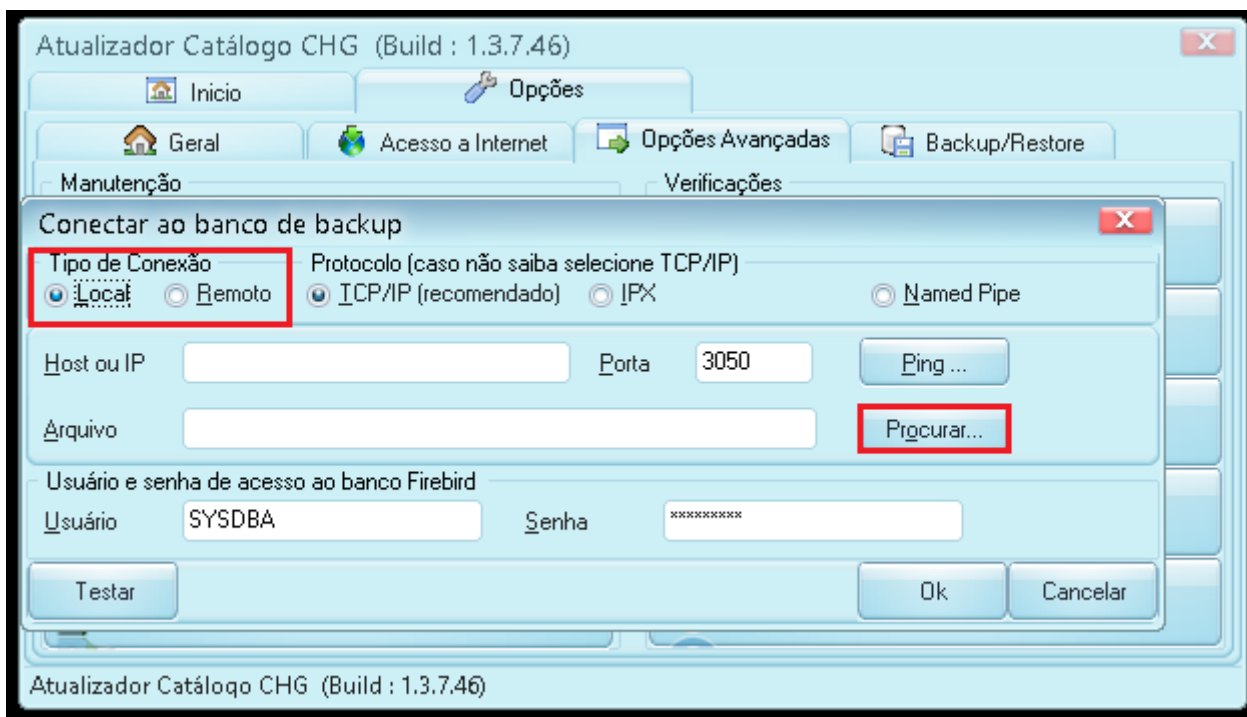 Atualizador Catálogo CHG (Build : 1.3.7.46)
Inicio Opções
Geral Acesso a Internet Opções Avançadas Backup/Restore
Manutenção Verificações
Conectar ao banco de backup
Tipo de Conexão Protocolo (caso não saiba selecione TCP/IP)
Local Remoto TCP/IP (recomendado) IPX Named Pipe
Host ou IP Porta 3050 Ping ...
Arquivo Procurar...
Usuário e senha de acesso ao banco Firebird
Usuário SYSDBA Senha *********
Testar Ok Cancelar
Atualizador Catálogo CHG (Build : 1.3.7.46)